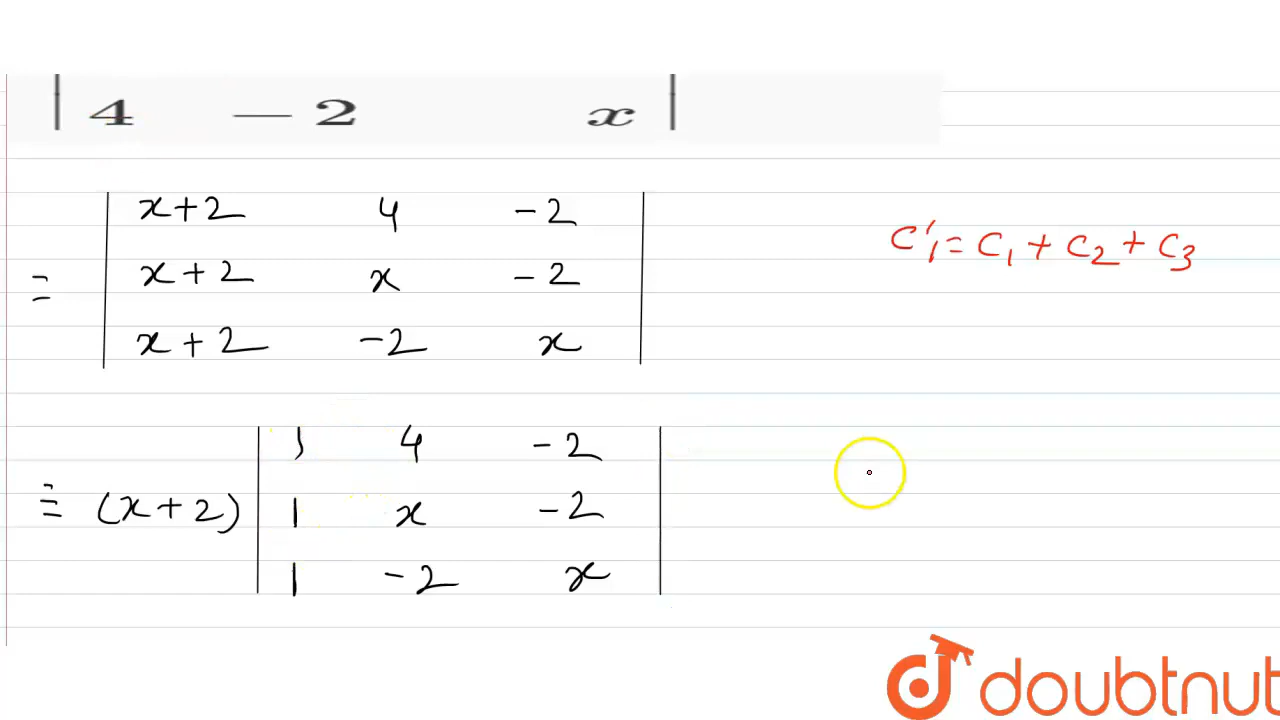 4 −2 x
x+2 4 -2
C'₁ = C₁ + C₂ + C₃
= x+2 x -2
x+2 -2 x
1 4 -2
= (x+2) 1 x -2
1 -2 x
doubtnut